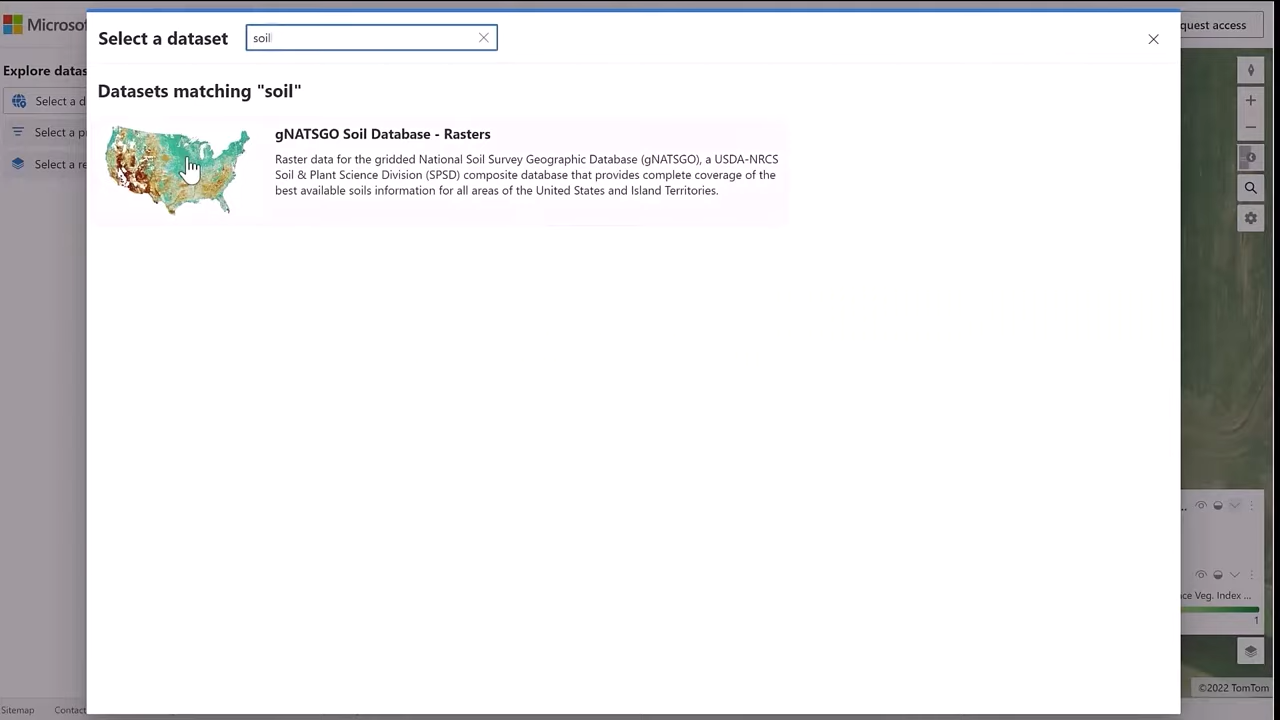 Microsof
Select a dataset
soil
quest access
Explore datas
Datasets matching "soil"
Select a d
Select a p
Select a re
gNATSGO Soil Database - Rasters
Raster data for the gridded National Soil Survey Geographic Database (gNATSGO), a USDA-NRCS
Soil & Plant Science Division (SPSD) composite database that provides complete coverage of the
best available soils information for all areas of the United States and Island Territories.
...
ce Veg. Index ...
1
©2022 TomTom
Sitemap
Contact